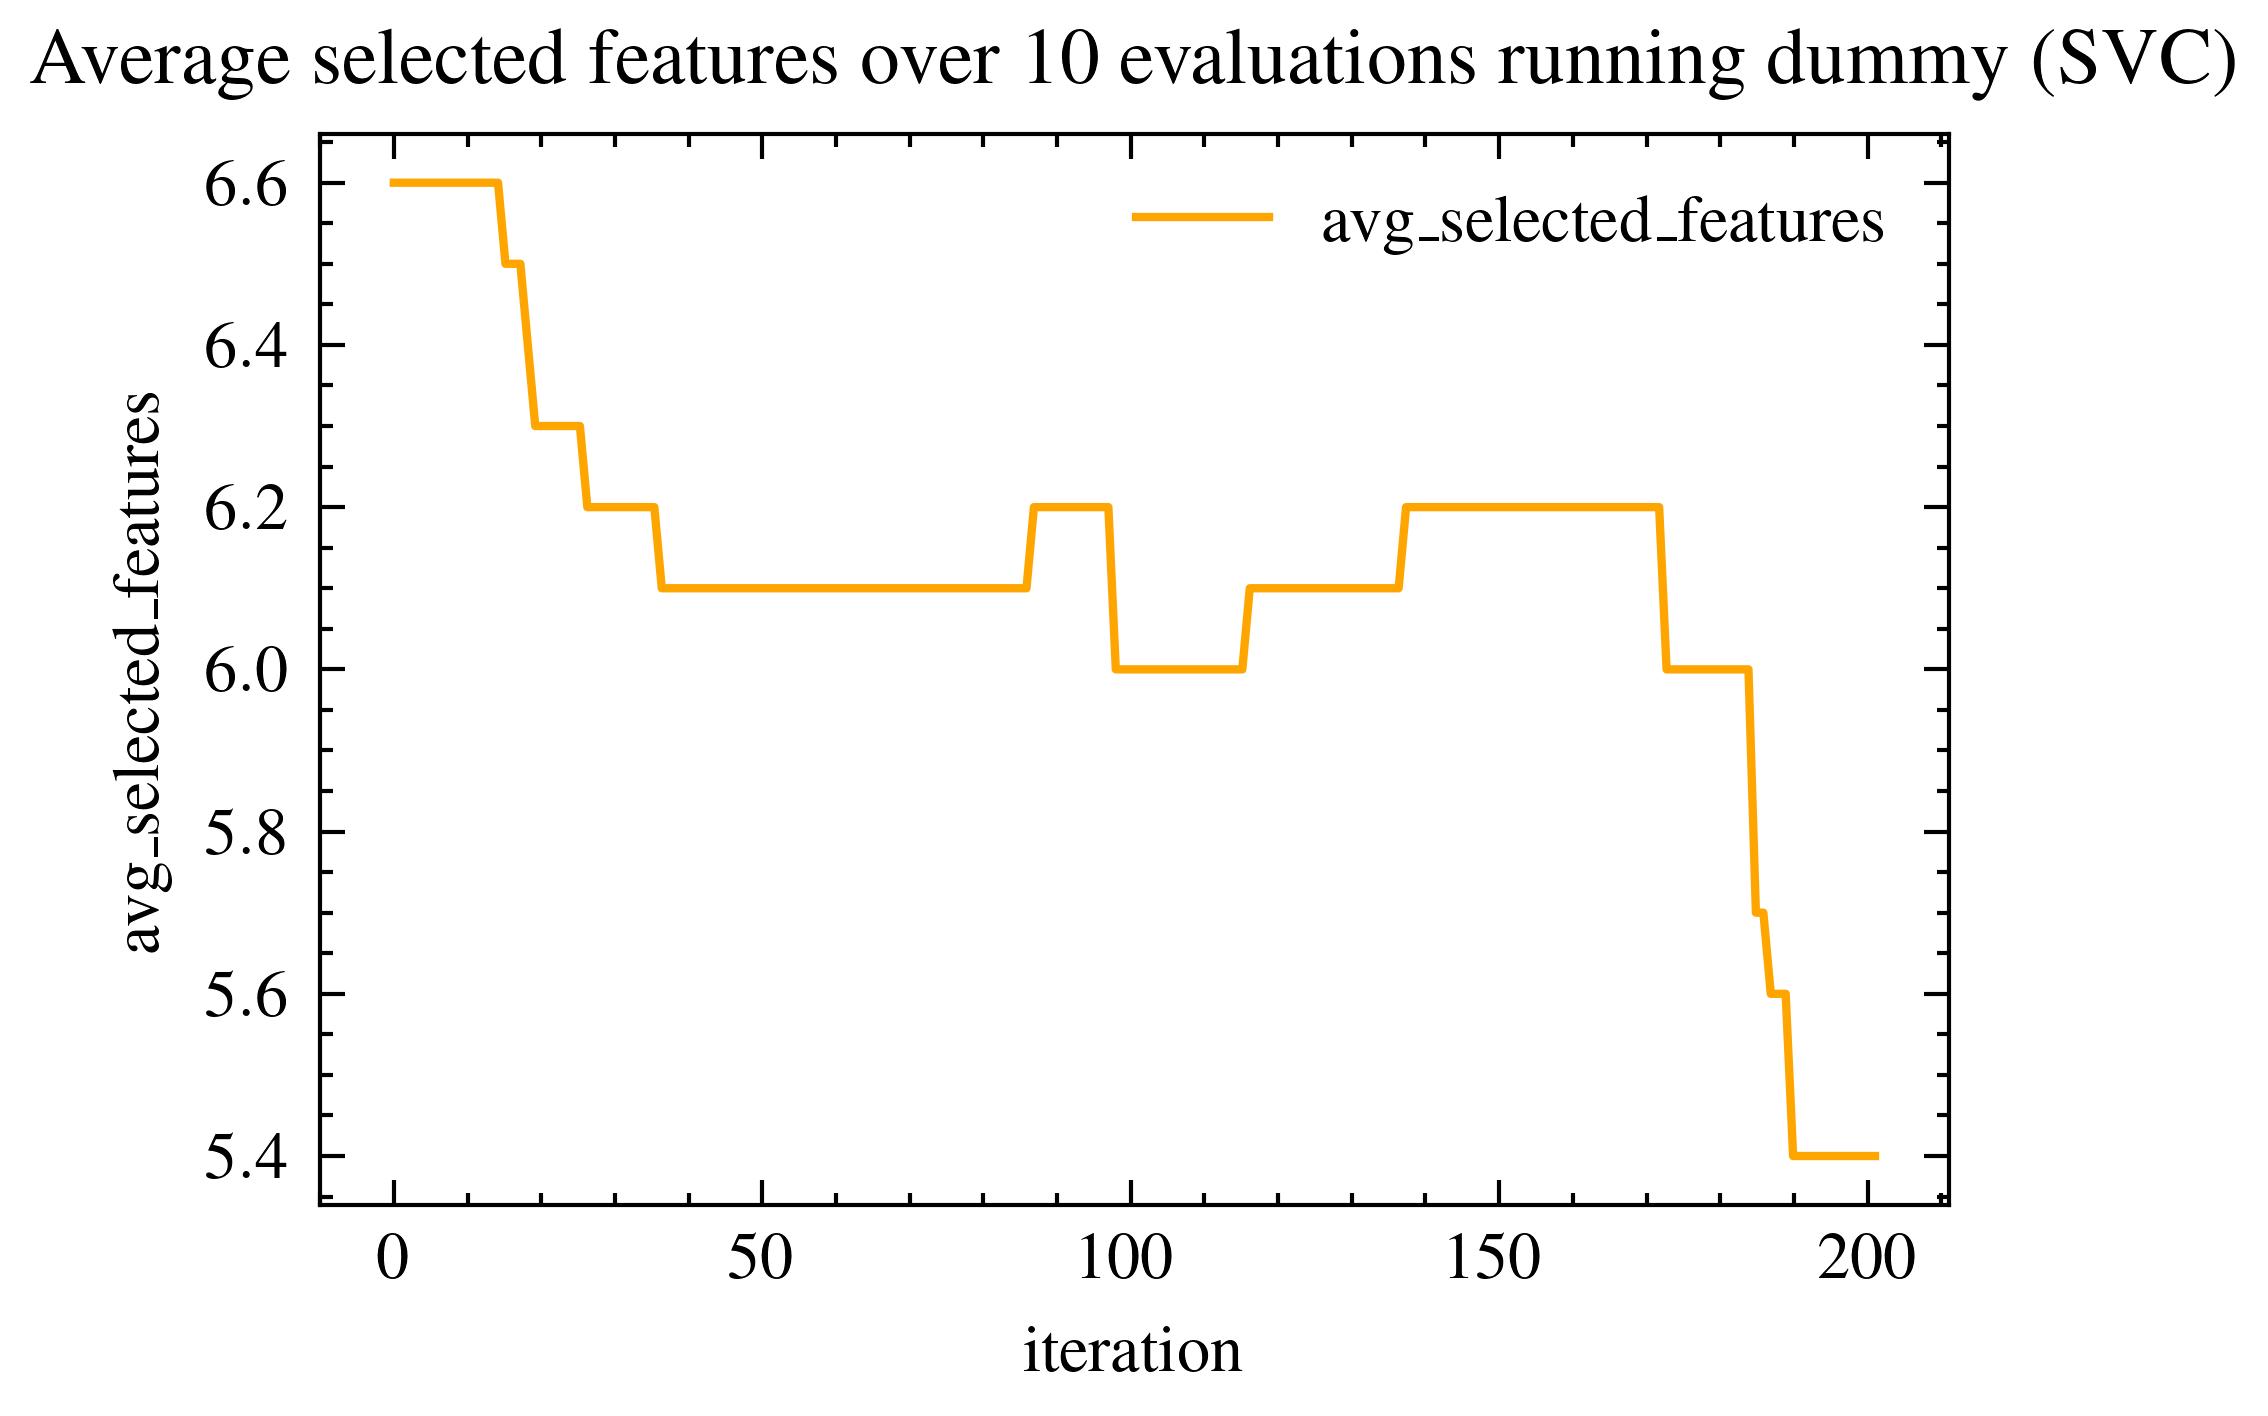 Average selected features over 10 evaluations running dummy (SVC)
avg_selected_features
6.6
6.4
6.2
6.0
5.8
5.6
5.4
avg_selected_features
0 50 100 150 200
iteration